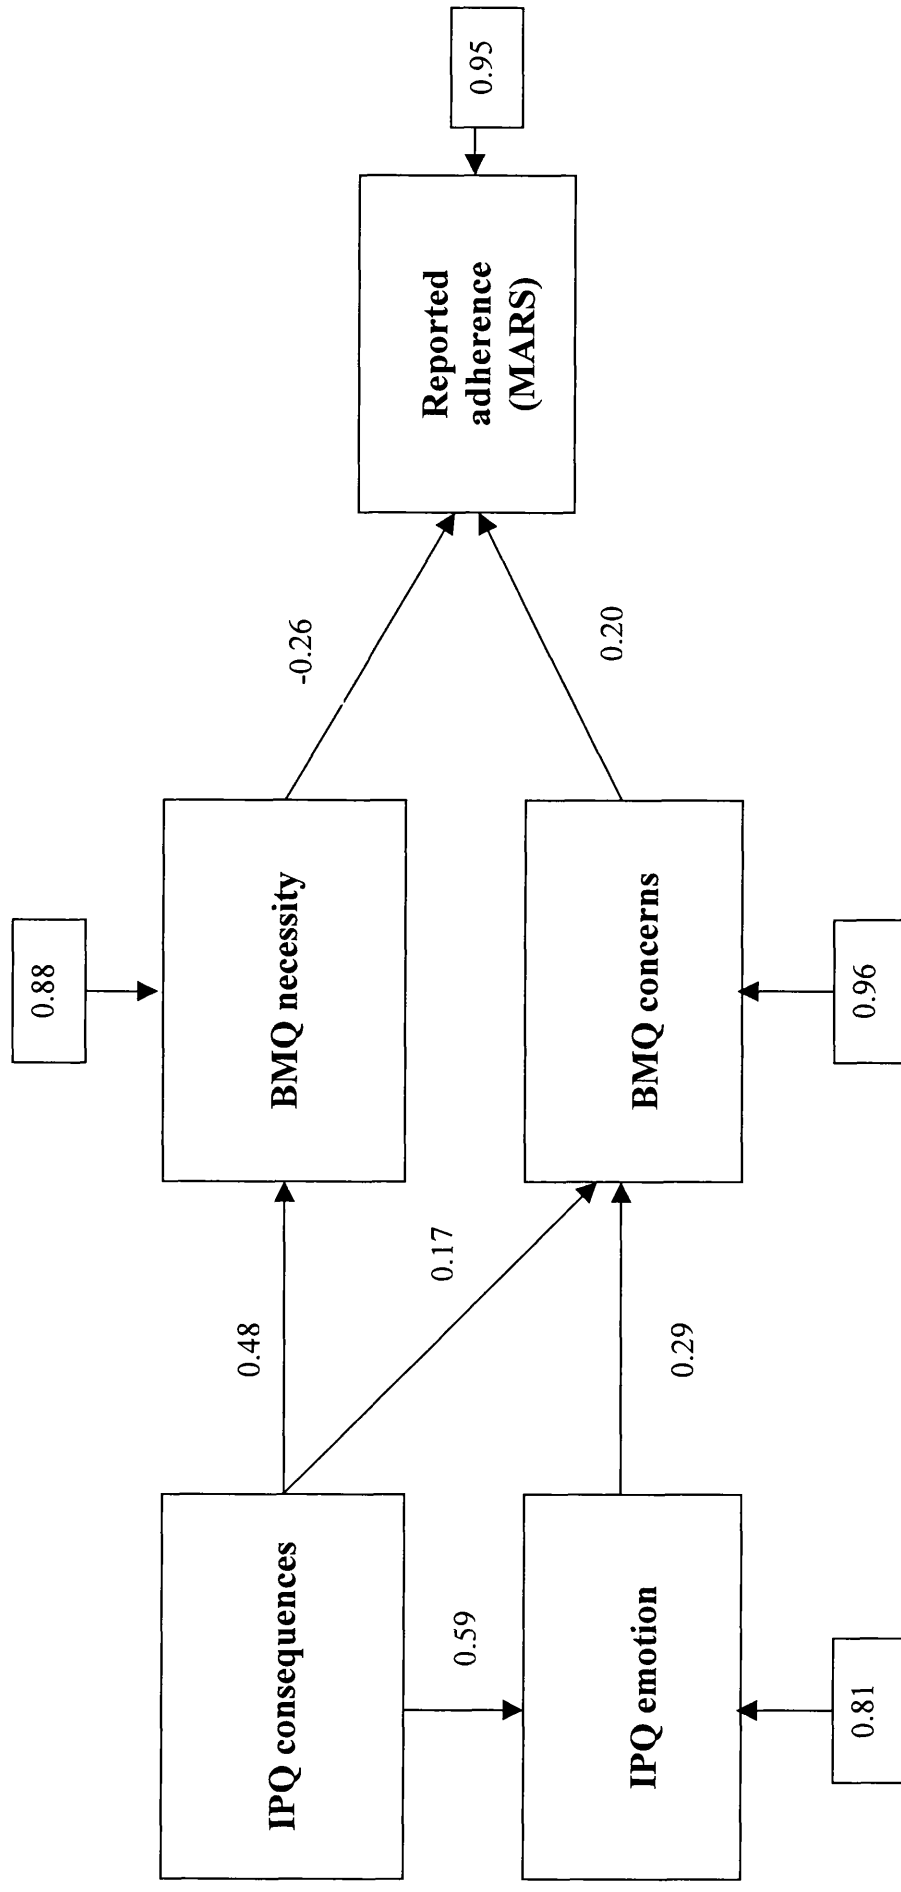 0.88
IPQ consequences
0.48
BMQ necessity
-0.26
0.59
0.17
Reported
adherence
(MARS)
0.95
IPQ emotion
0.29
BMQ concerns
0.20
0.81
0.96